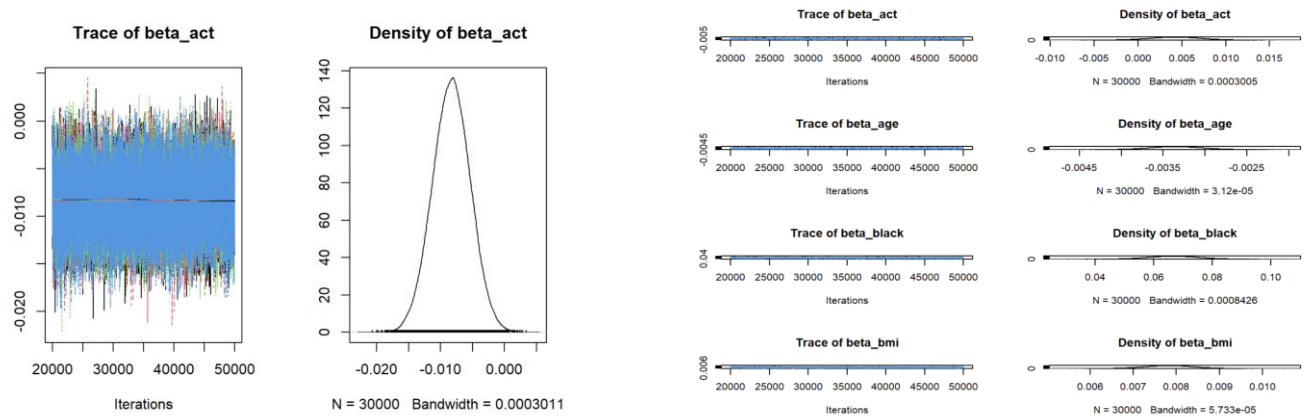 Trace of beta_act
0.000
-0.010
-0.020
20000 30000 40000 50000
Iterations
Density of beta_act
140
120
100
80
60
40
20
0
-0.020 -0.010 0.000
N = 30000 Bandwidth = 0.0003011
Trace of beta_act
-0.005
20000 25000 30000 35000 40000 45000 50000
Iterations
Density of beta_act
0
-0.010 -0.005 0.000 0.005 0.010 0.015
N = 30000 Bandwidth = 0.0003005
Trace of beta_age
-0.0045
20000 25000 30000 35000 40000 45000 50000
Iterations
Density of beta_age
0
-0.0045 -0.0035 -0.0025
N = 30000 Bandwidth = 3.12e-05
Trace of beta_black
0.04
20000 25000 30000 35000 40000 45000 50000
Iterations
Density of beta_black
0
0.04 0.06 0.08 0.10
N = 30000 Bandwidth = 0.0008426
Trace of beta_bmi
0.006
20000 25000 30000 35000 40000 45000 50000
Iterations
Density of beta_bmi
0
0.006 0.007 0.008 0.009 0.010
N = 30000 Bandwidth = 5.733e-05